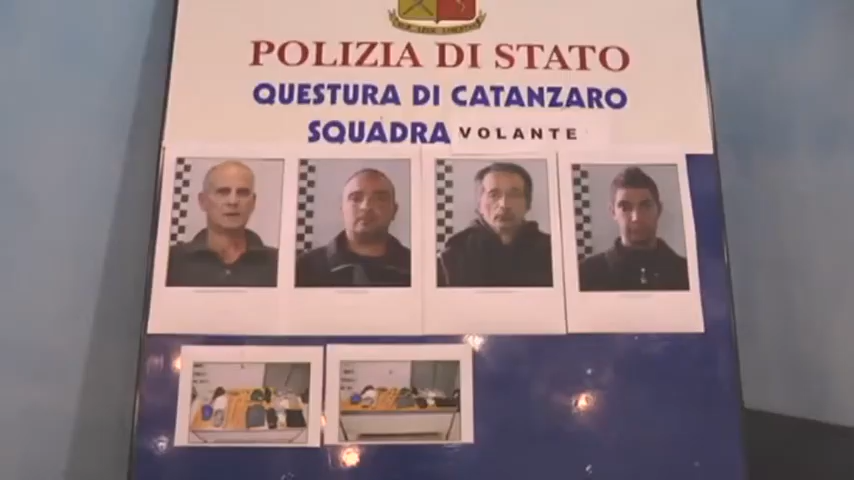 POLIZIA DI STATO
QUESTURA DI CATANZARO
SQUADRA VOLANTE